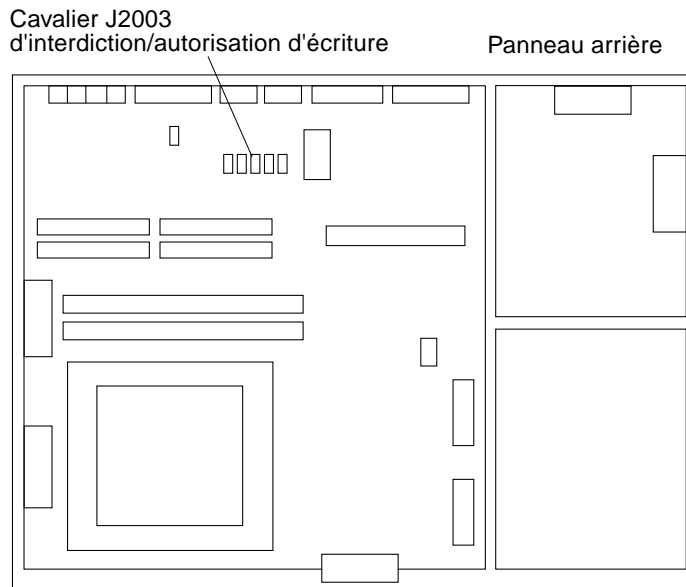 Cavalier J2003
d'interdiction/autorisation d'écriture
Panneau arrière